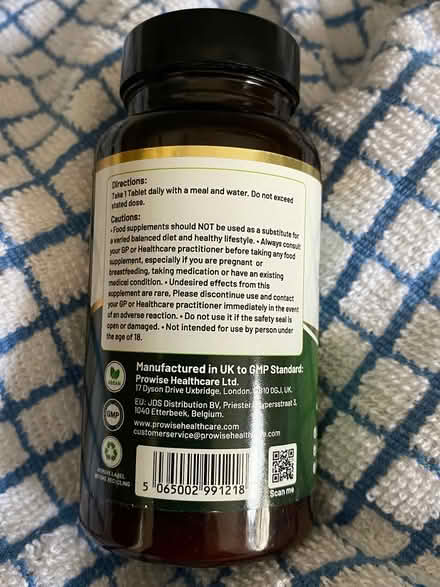 Directions:
Take 1 Tablet daily with a meal and water. Do not exceed
stated dose.
Cautions:
• Food supplements should NOT be used as a substitute for
a varied balanced diet and healthy lifestyle. • Always consult
your GP or Healthcare practitioner before taking any food
supplement, especially if you are pregnant or
breastfeeding, taking medication or have an existing
medical condition. • Undesired effects from this
supplement are rare, Please discontinue use and contact
your GP or Healthcare practitioner immediately in the event
of an adverse reaction. • Do not use it if the safety seal is
open or damaged. • Not intended for use by person under
the age of 18.
VEGAN
GMP
Manufactured in UK to GMP Standard:
Prowise Healthcare Ltd.
17 Dyson Drive Uxbridge, London, 0GJ, UK.
EU: JDS Distribution BV, 3,
1040 Etterbeek, Belgium.
www.prowisehealthcare.com
customerservice@prowisehealthcare.com
LABEL
RECYCLING
5 065002 991218
Scan me